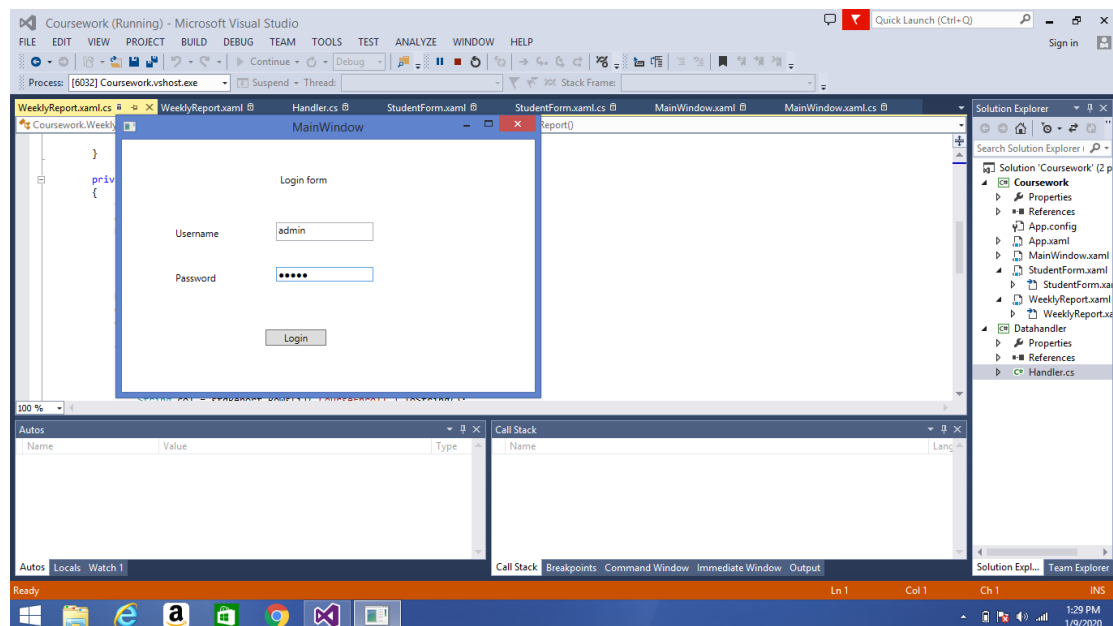 Coursework (Running) - Microsoft Visual Studio
Quick Launch (Ctrl+Q)
FILE EDIT VIEW PROJECT BUILD DEBUG TEAM TOOLS TEST ANALYZE WINDOW HELP
Sign in
Continue Debug
Process: [6032] Coursework.vshost.exe Suspend Thread: Stack Frame:
WeeklyReport.xaml.cs WeeklyReport.xaml Handler.cs StudentForm.xaml StudentForm.xaml.cs MainWindow.xaml MainWindow.xaml.cs
Coursework.Weekly
Report()
}
priv
{
MainWindow
Login form
Username admin
Password •••••
Login
100 %
Solution Explorer
Search Solution Explorer (
Solution 'Coursework' (2 p
C# Coursework
Properties
References
App.config
App.xaml
MainWindow.xaml
StudentForm.xaml
StudentForm.xa
WeeklyReport.xaml
WeeklyReport.xa
C# Datahandler
Properties
References
C# Handler.cs
Autos
Name Value Type
Call Stack
Name Lang
Autos Locals Watch 1
Call Stack Breakpoints Command Window Immediate Window Output
Solution Expl... Team Explorer
Ready Ln 1 Col 1 Ch 1 INS
1:29 PM
1/9/2020